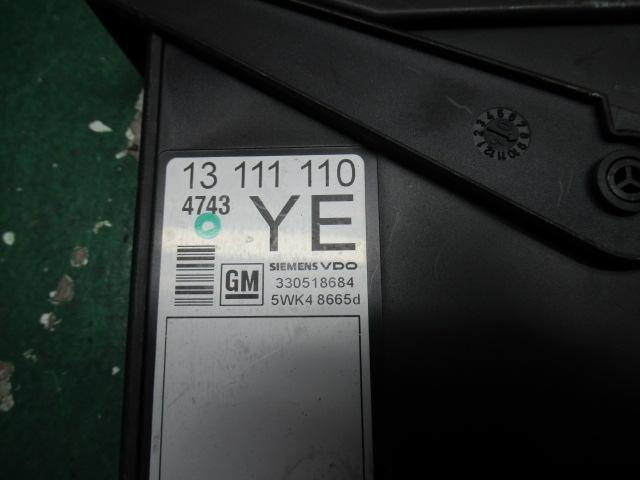 13 111 110
4743
YE
GM
SIEMENS VDO
330518684
5WK4 8665d